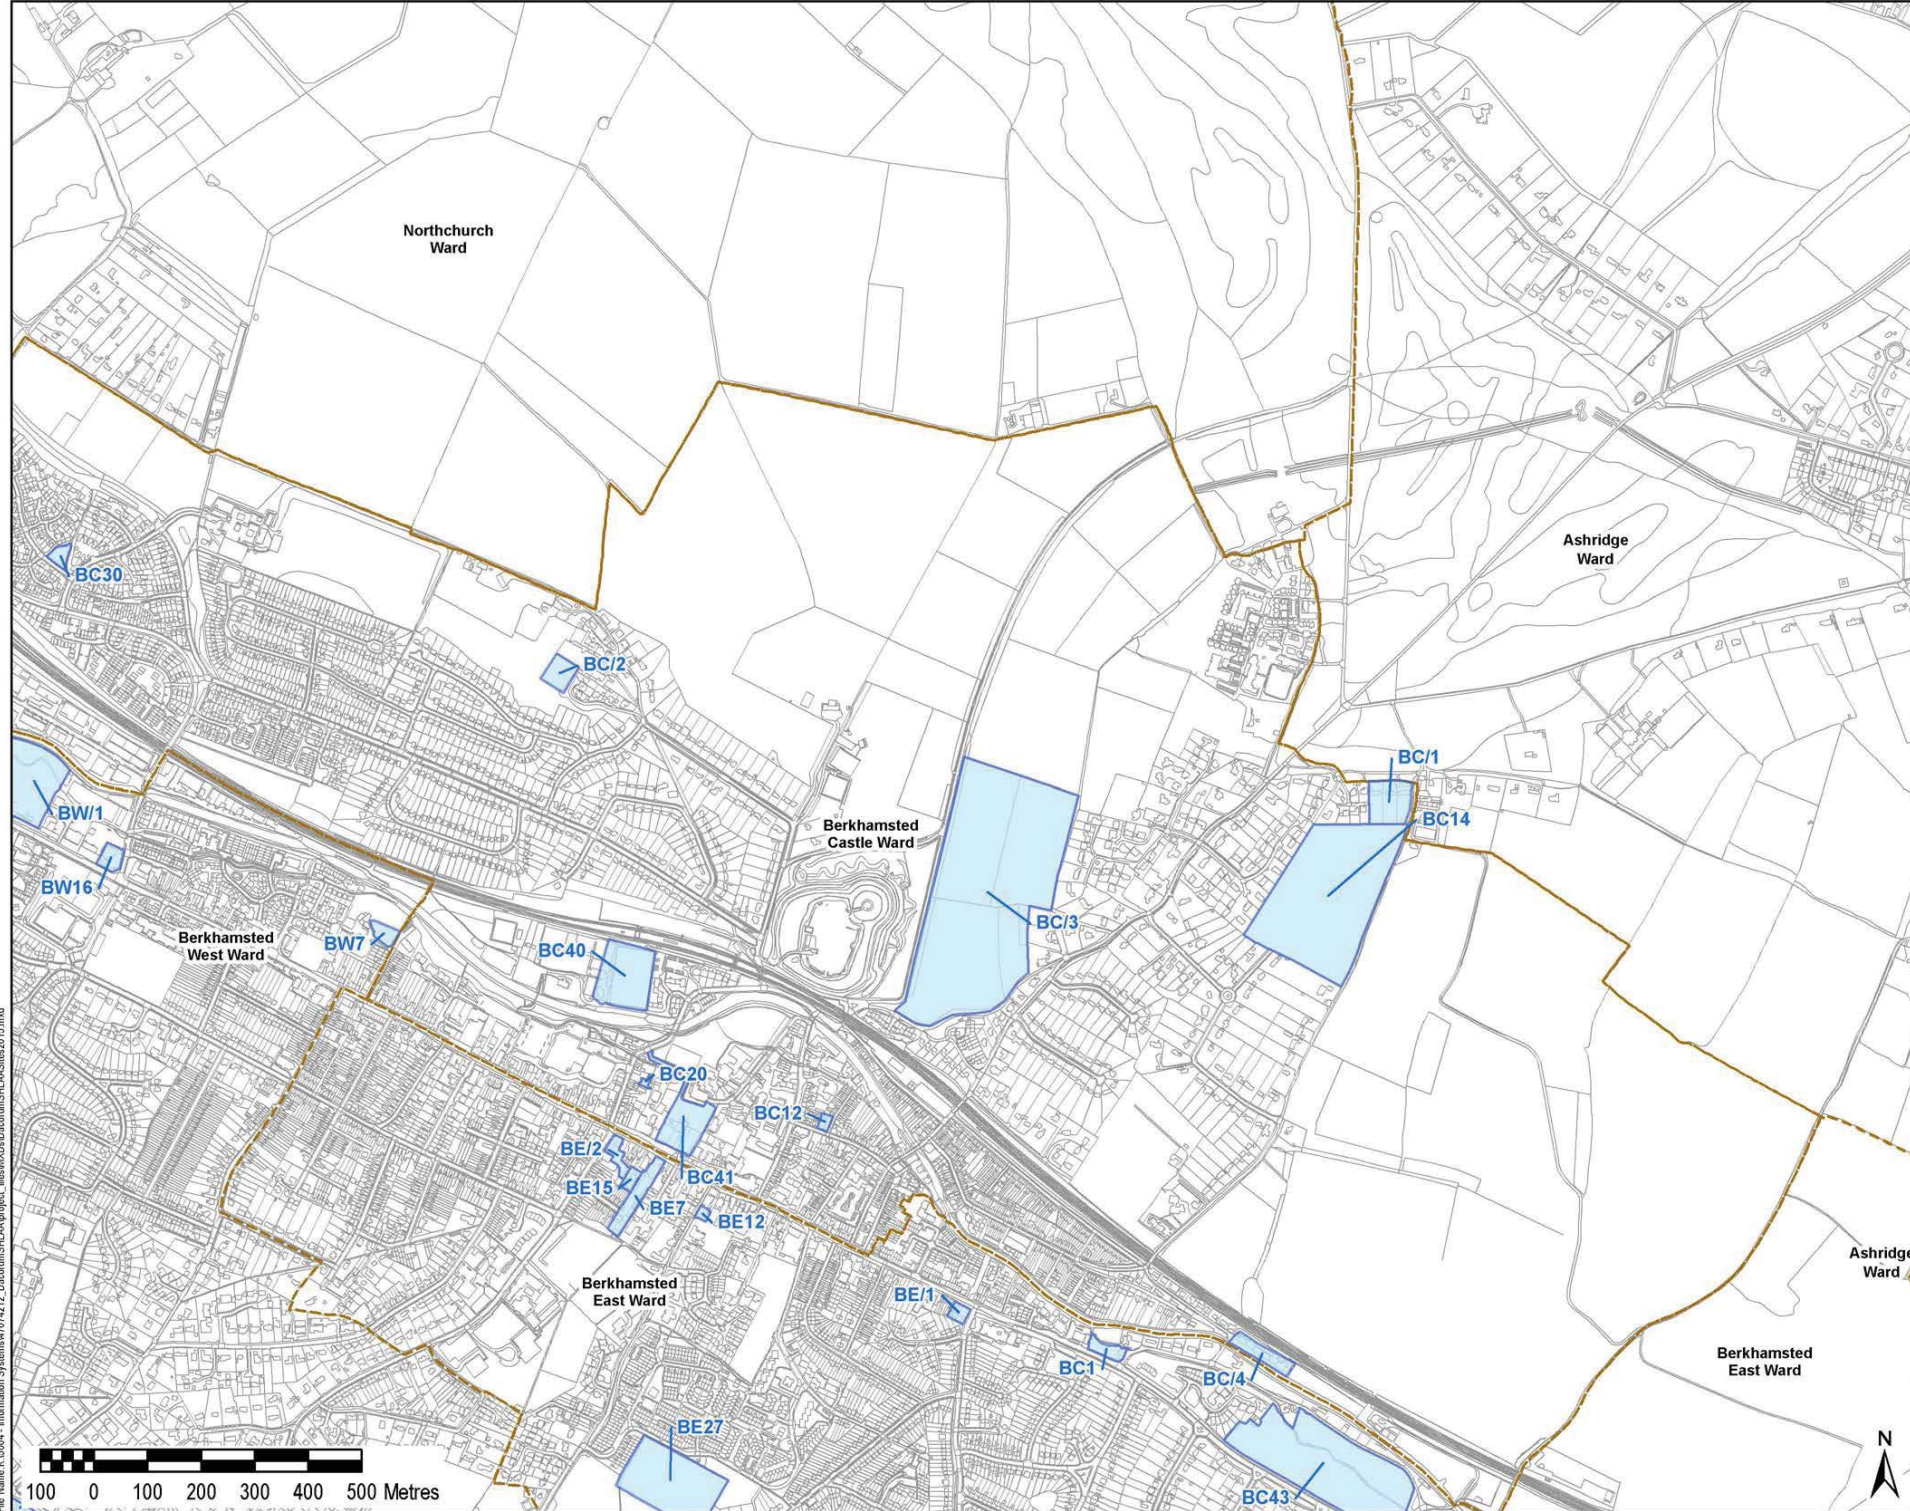 Northchurch
Ward
Ashridge
Ward
BC30
BC/2
BC/1
BC14
BW/1
BW16
Berkhamsted
Castle Ward
BC/3
Berkhamsted
West Ward
BW7
BC40
BC20
BC12
BE/2
BC41
BE15
BE7
BE12
Ashridge
Ward
Berkhamsted
East Ward
BE/1
BC1
BC/4
Berkhamsted
East Ward
BE27
BC43
N
100 0 100 200 300 400 500 Metres